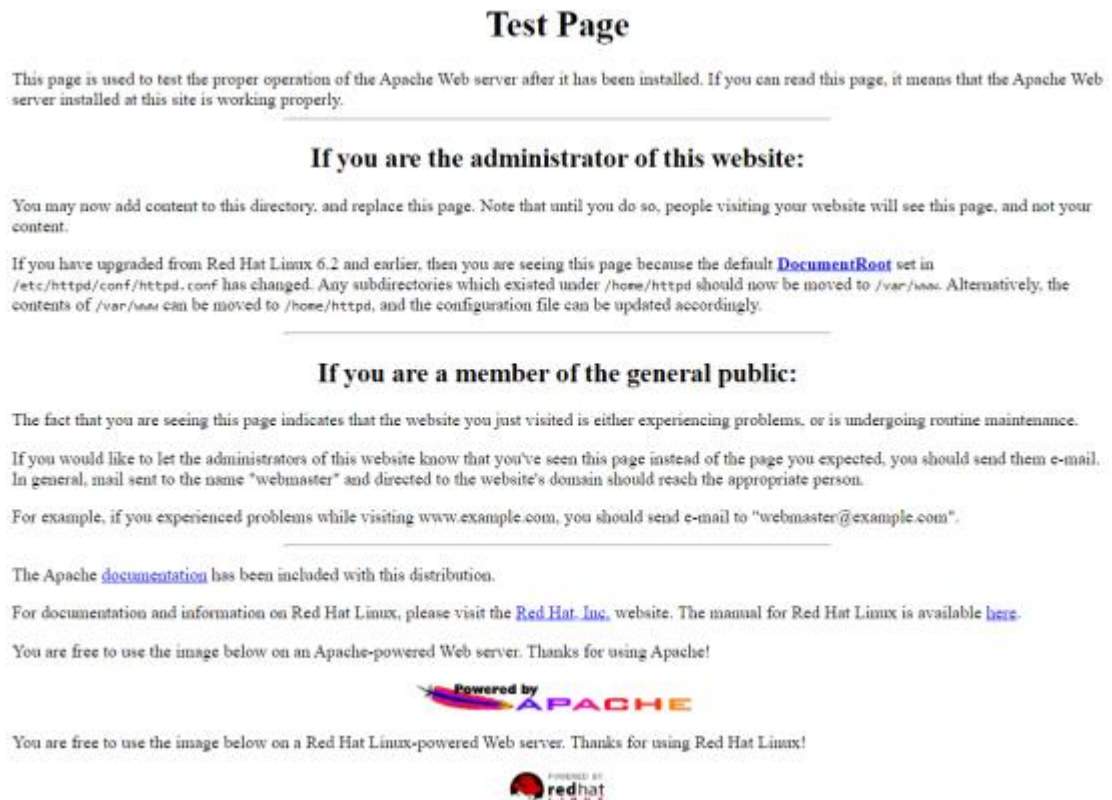 Test Page
This page is used to test the proper operation of the Apache Web server after it has been installed. If you can read this page, it means that the Apache Web
server installed at this site is working properly.
If you are the administrator of this website:
You may now add content to this directory, and replace this page. Note that until you do so, people visiting your website will see this page, and not your
content.
If you have upgraded from Red Hat Linux 6.2 and earlier, then you are seeing this page because the default DocumentRoot set in
/etc/httpd/conf/httpd.conf has changed. Any subdirectories which existed under /home/httpd should now be moved to /var/www. Alternatively, the
contents of /var/www can be moved to /home/httpd, and the configuration file can be updated accordingly.
If you are a member of the general public:
The fact that you are seeing this page indicates that the website you just visited is either experiencing problems, or is undergoing routine maintenance.
If you would like to let the administrators of this website know that you've seen this page instead of the page you expected, you should send them e-mail.
In general, mail sent to the name "webmaster" and directed to the website's domain should reach the appropriate person.
For example, if you experienced problems while visiting www.example.com, you should send e-mail to "webmaster@example.com".
The Apache documentation has been included with this distribution.
For documentation and information on Red Hat Linux, please visit the Red Hat, Inc. website. The manual for Red Hat Linux is available here.
You are free to use the image below on an Apache-powered Web server. Thanks for using Apache!
Powered by
APACHE
You are free to use the image below on a Red Hat Linux-powered Web server. Thanks for using Red Hat Linux!
POWERED BY
redhat